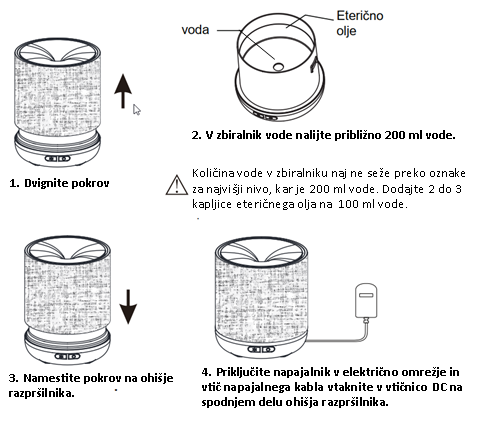 1. Dvignite pokrov
voda
Eterično
olje
2. V zbiralnik vode nalijte približno 200 ml vode.
Količina vode v zbiralniku naj ne seže preko oznake
za najvišji nivo, kar je 200 ml vode. Dodajte 2 do 3
kapljice eteričnega olja na 100 ml vode.
3. Namestite pokrov na ohišje
razpršilnika.
4. Priključite napajalnik v električno omrežje in
vtič napajalnega kabla vtaknite v vtičnico DC na
spodnjem delu ohišja razpršilnika.